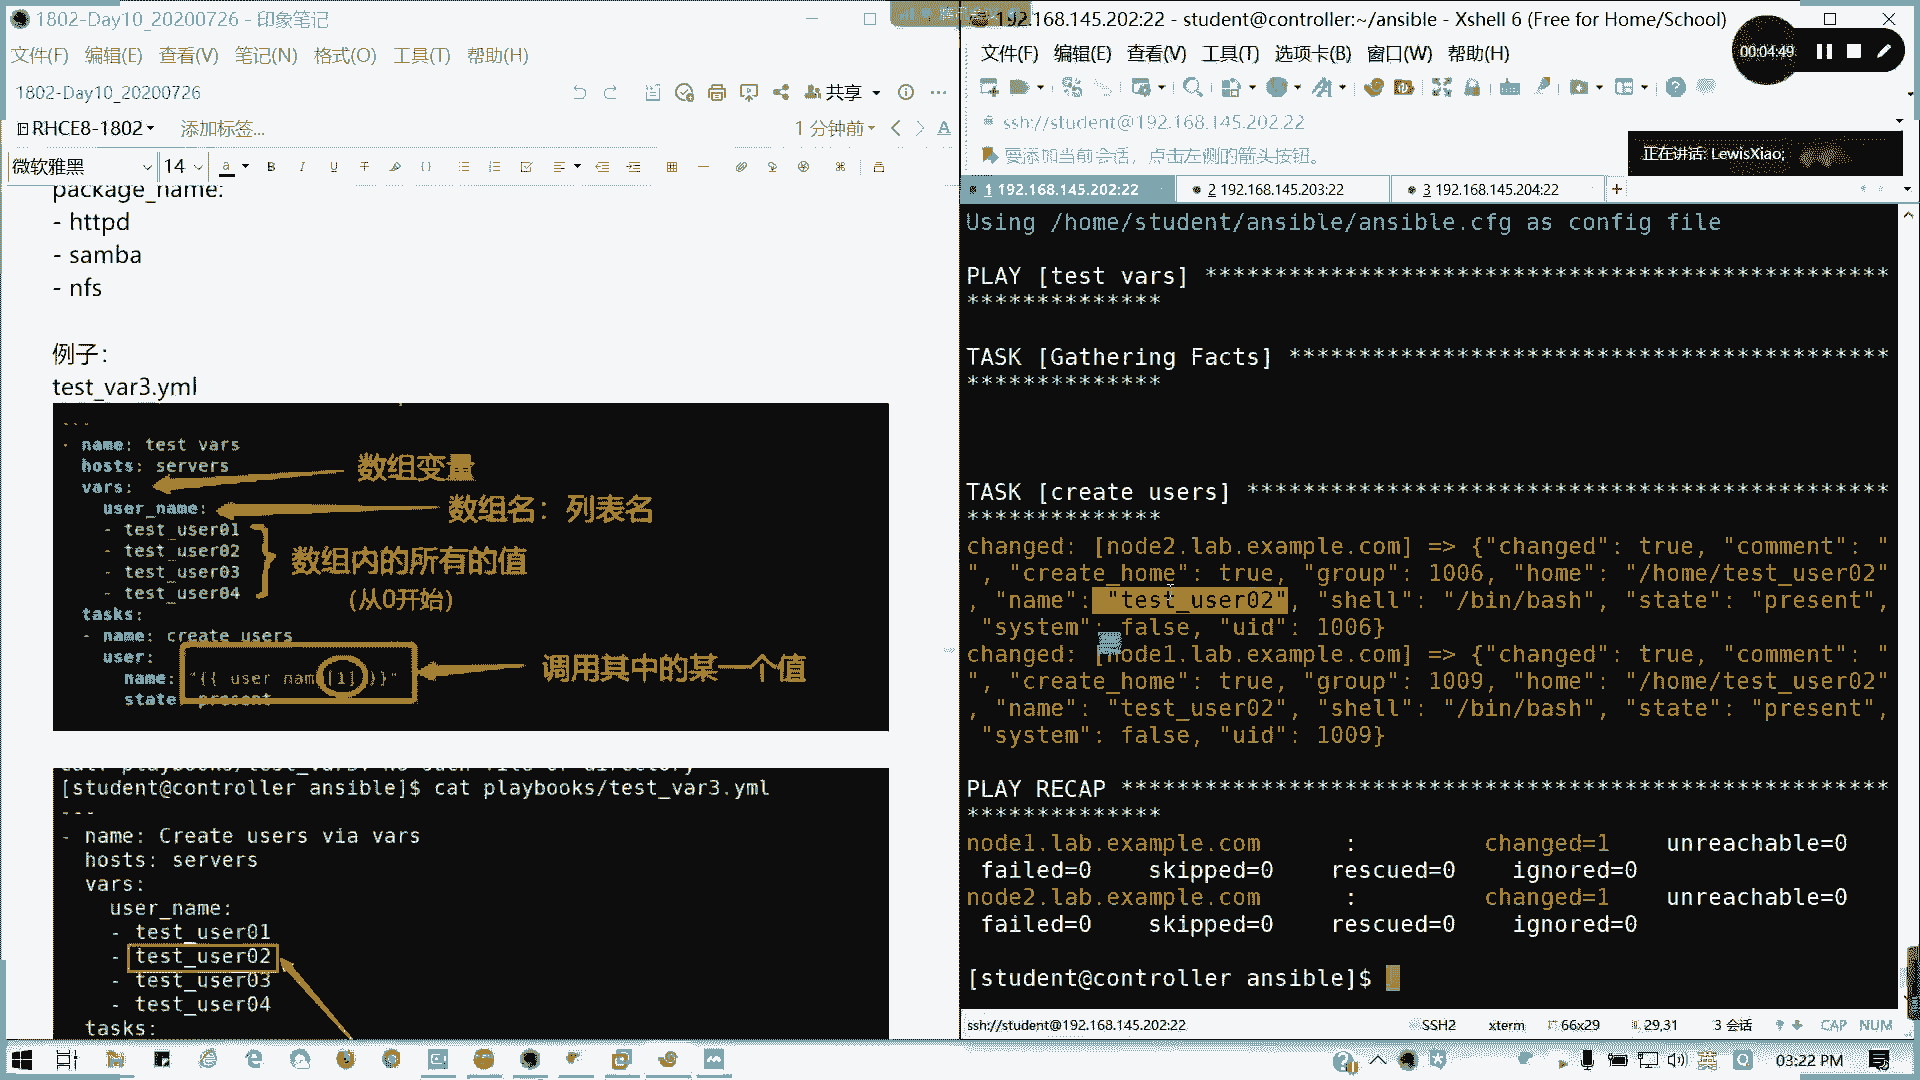 1802-Day10_20200726 - 印象笔记
文件(F) 编辑(E) 查看(V) 笔记(N) 格式(O) 工具(T) 帮助(H)
1802-Day10_20200726
共享
RHCE8-1802
添加标签...
1 分钟前
微软雅黑 14
package_name:
- httpd
- samba
- nfs
例子：
test_var3.yml
---
- name: test vars
hosts: servers
vars:
user_name:
- test_user01
- test_user02
- test_user03
- test_user04
tasks:
- name: create users
user:
name: "{{ user_nam[1] }}"
state: present
数组变量
数组名：列表名
数组内的所有的值
(从0开始)
调用其中的某一个值
[student@controller ansible]$ cat playbooks/test_var3.yml
---
- name: Create users via vars
hosts: servers
vars:
user_name:
- test_user01
- test_user02
- test_user03
- test_user04
tasks:
192.168.145.202:22 - student@controller:~/ansible - Xshell 6 (Free for Home/School)
文件(F) 编辑(E) 查看(V) 工具(T) 选项卡(B) 窗口(W) 帮助(H)
00:04:49
ssh://student@192.168.145.202:22
要添加当前会话，点击左侧的箭头按钮。
正在讲话: LewisXiao;
1 192.168.145.202:22
2 192.168.145.203:22
3 192.168.145.204:22
Using /home/student/ansible/ansible.cfg as config file
PLAY [test vars] *************************************************
**************
TASK [Gathering Facts] *******************************************
**************
TASK [create users] **********************************************
**************
changed: [node2.lab.example.com] => {"changed": true, "comment": "
", "create_home": true, "group": 1006, "home": "/home/test_user02"
, "name": "test_user02", "shell": "/bin/bash", "state": "present",
"system": false, "uid": 1006}
changed: [node1.lab.example.com] => {"changed": true, "comment": "
", "create_home": true, "group": 1009, "home": "/home/test_user02"
, "name": "test_user02", "shell": "/bin/bash", "state": "present",
"system": false, "uid": 1009}
PLAY RECAP *******************************************************
**************
node1.lab.example.com : changed=1 unreachable=0
failed=0 skipped=0 rescued=0 ignored=0
node2.lab.example.com : changed=1 unreachable=0
failed=0 skipped=0 rescued=0 ignored=0
[student@controller ansible]$
ssh://student@192.168.145.202:22 SSH2 xterm 66x29 29,31 3 会话 CAP NUM
英
03:22 PM